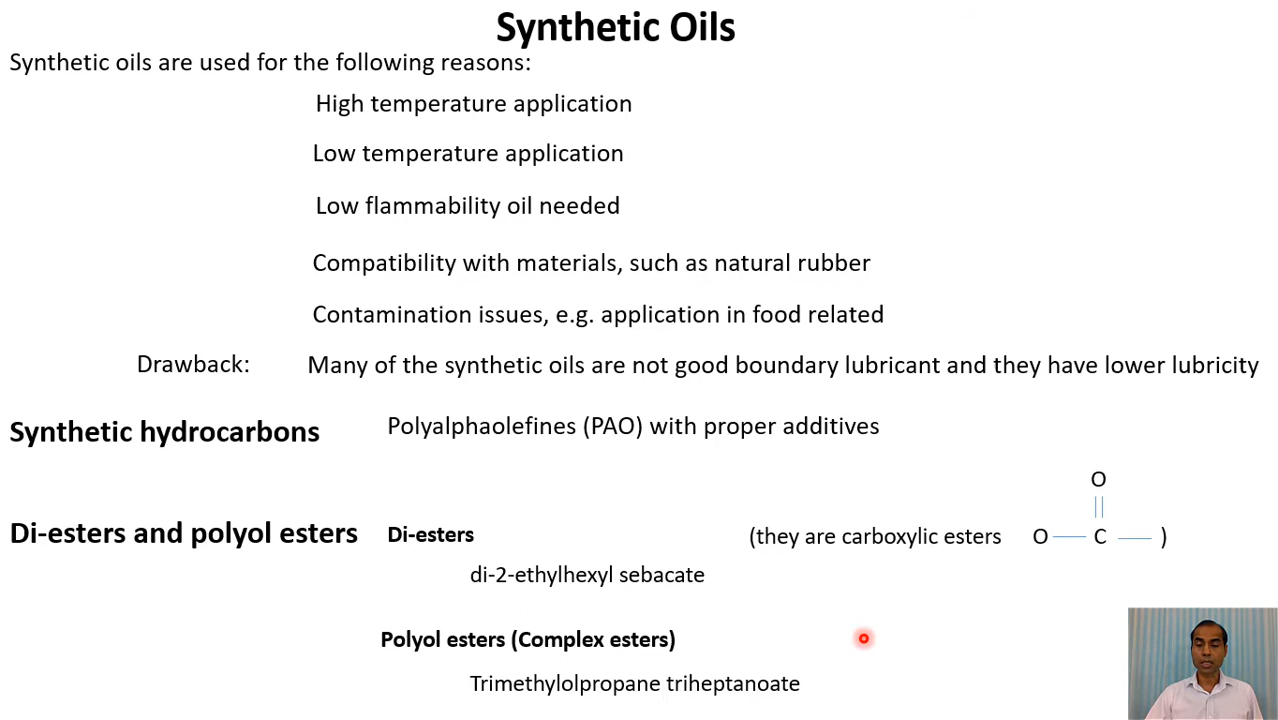 Synthetic Oils
Synthetic oils are used for the following reasons:
High temperature application
Low temperature application
Low flammability oil needed
Compatibility with materials, such as natural rubber
Contamination issues, e.g. application in food related
Drawback: Many of the synthetic oils are not good boundary lubricant and they have lower lubricity
Synthetic hydrocarbons Polyalphaolefines (PAO) with proper additives
O
Di-esters and polyol esters Di-esters (they are carboxylic esters O C )
di-2-ethylhexyl sebacate
Polyol esters (Complex esters)
Trimethylolpropane triheptanoate